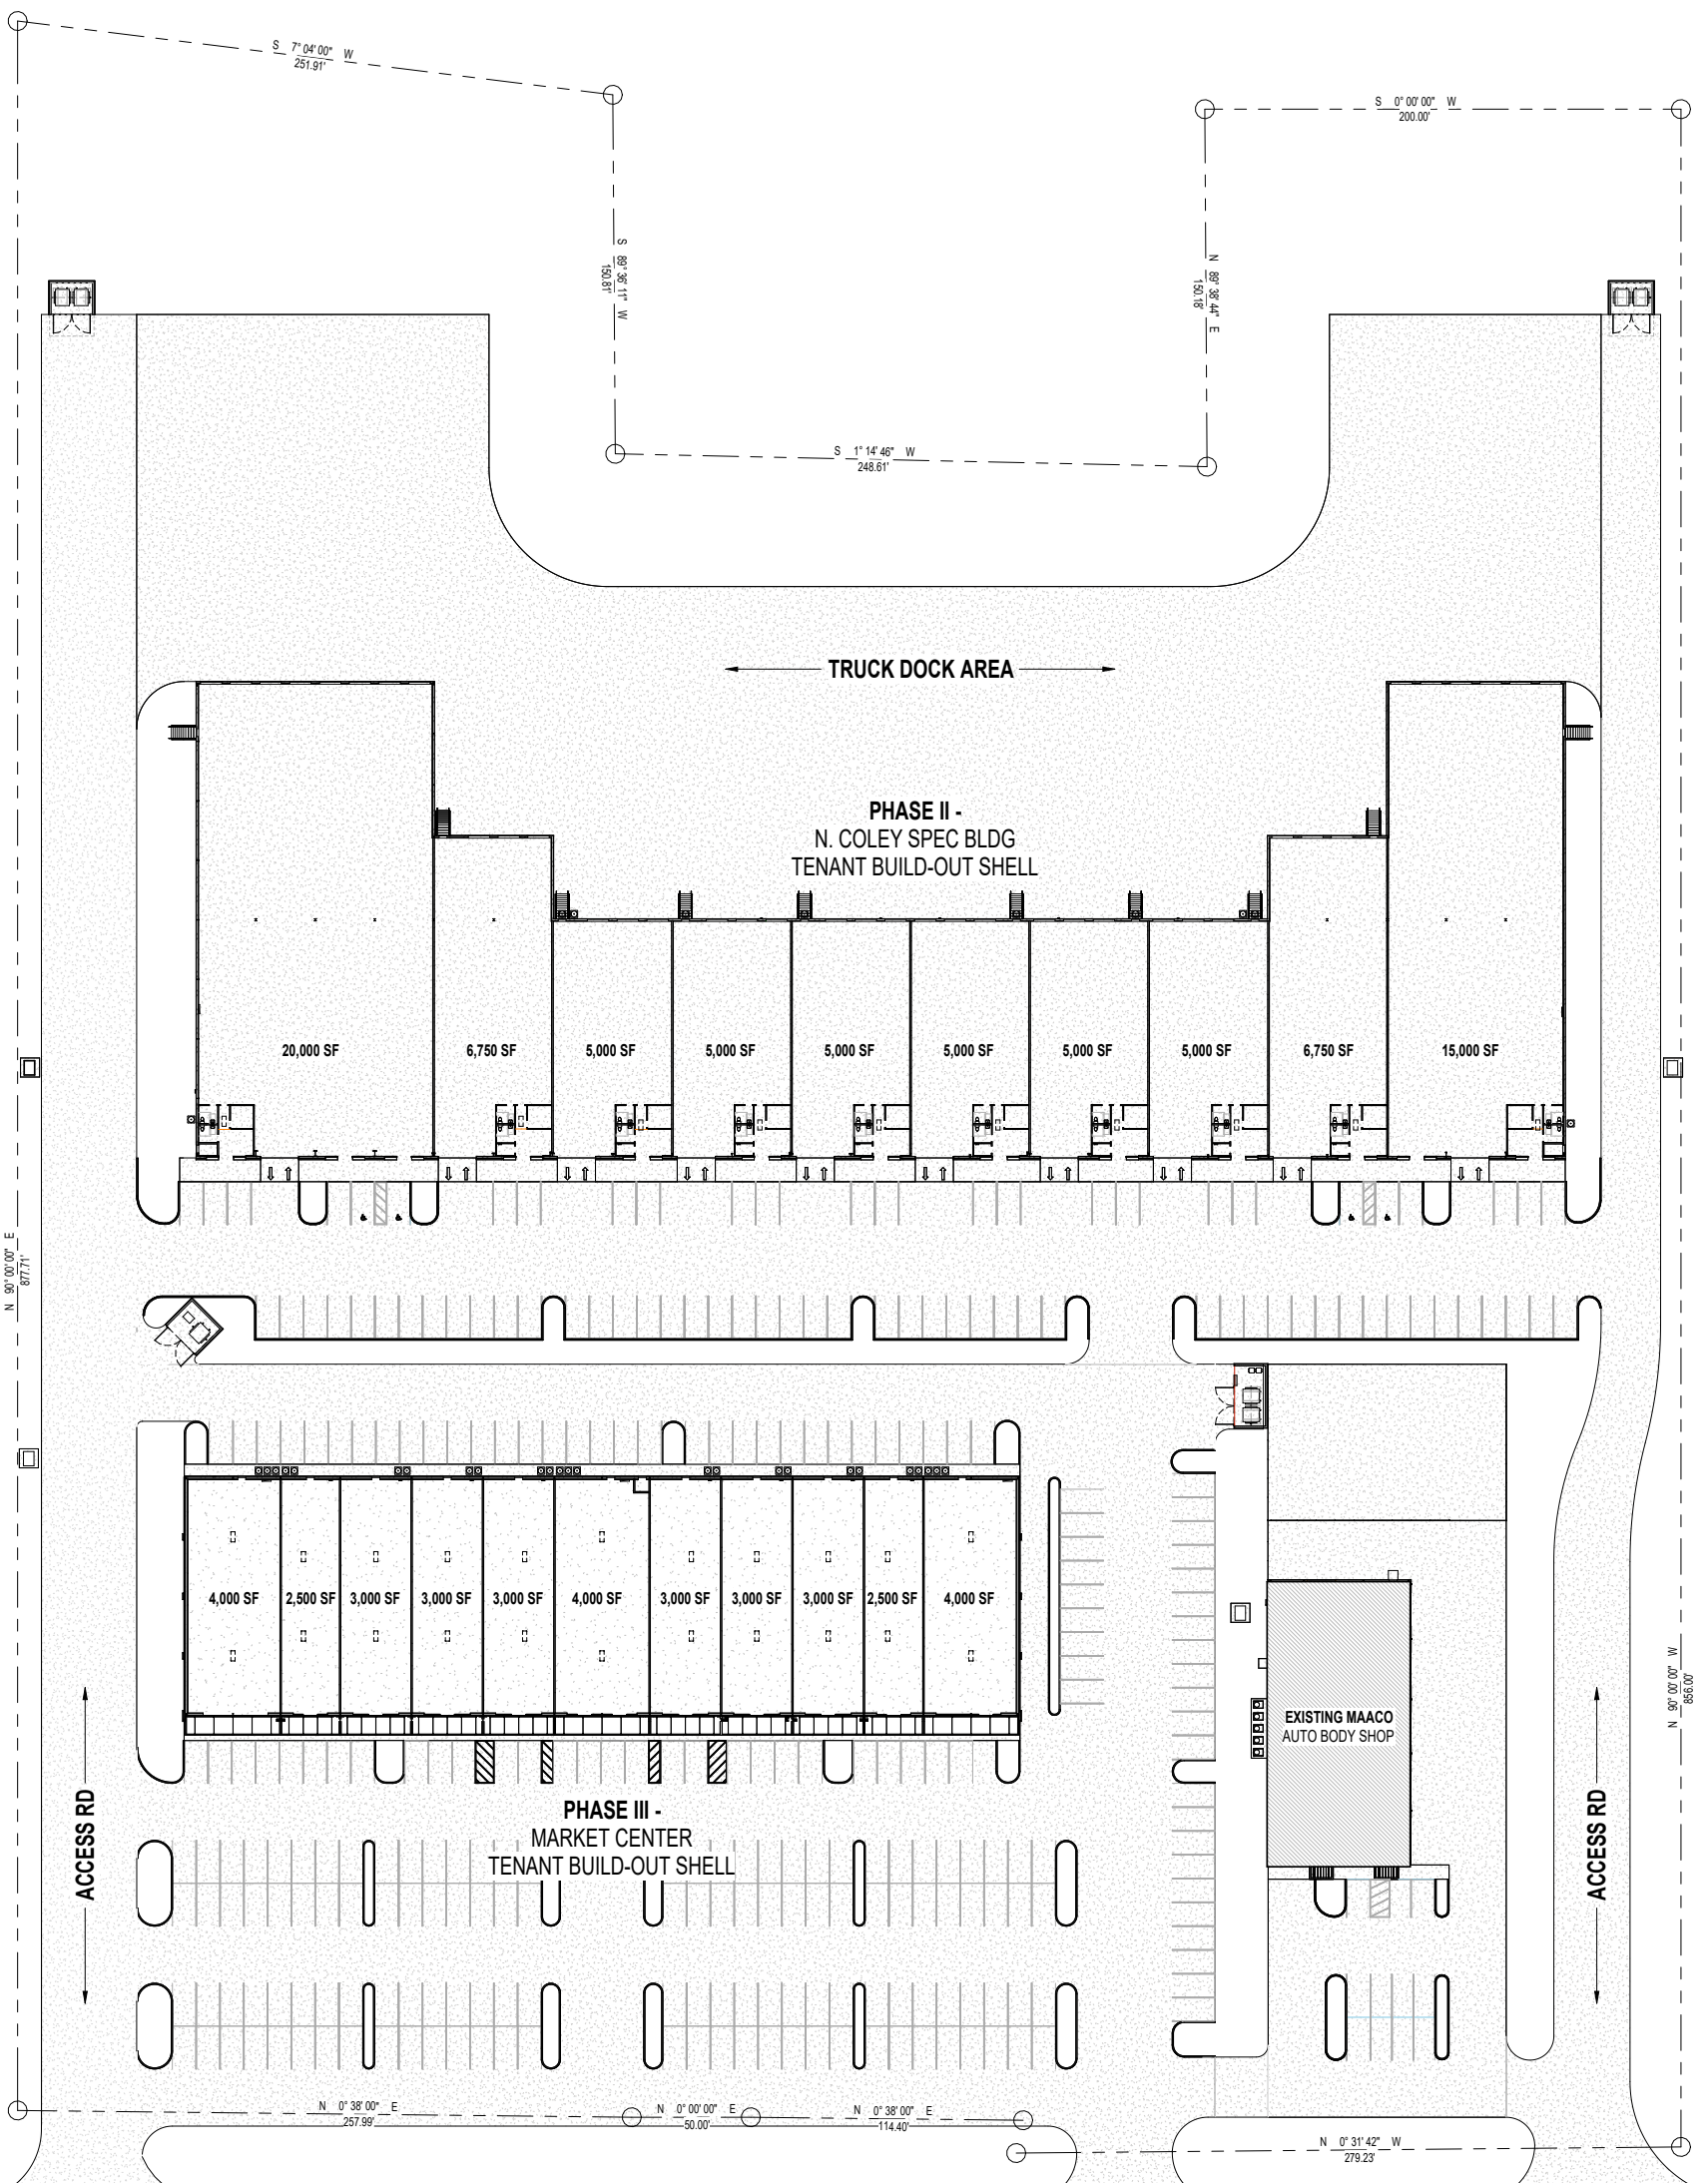 S 7° 04' 00" W
251.91'
S 0° 00' 00" W
200.00'
S 89° 36' 11" W
150.81'
N 89° 38' 44" E
150.18'
S 1° 14' 46" W
248.61'
TRUCK DOCK AREA
PHASE II -
N. COLEY SPEC BLDG
TENANT BUILD-OUT SHELL
20,000 SF
6,750 SF
5,000 SF
5,000 SF
5,000 SF
5,000 SF
5,000 SF
5,000 SF
6,750 SF
15,000 SF
N 90° 00' 00" E
877.71'
4,000 SF
2,500 SF
3,000 SF
3,000 SF
3,000 SF
4,000 SF
3,000 SF
3,000 SF
3,000 SF
2,500 SF
4,000 SF
N 90° 00' 00" W
856.00'
EXISTING MAACO
AUTO BODY SHOP
ACCESS RD
PHASE III -
MARKET CENTER
TENANT BUILD-OUT SHELL
ACCESS RD
N 0° 38' 00" E
257.99'
N 0° 00' 00" E
50.00'
N 0° 38' 00" E
114.40'
N 0° 31' 42" W
279.23'